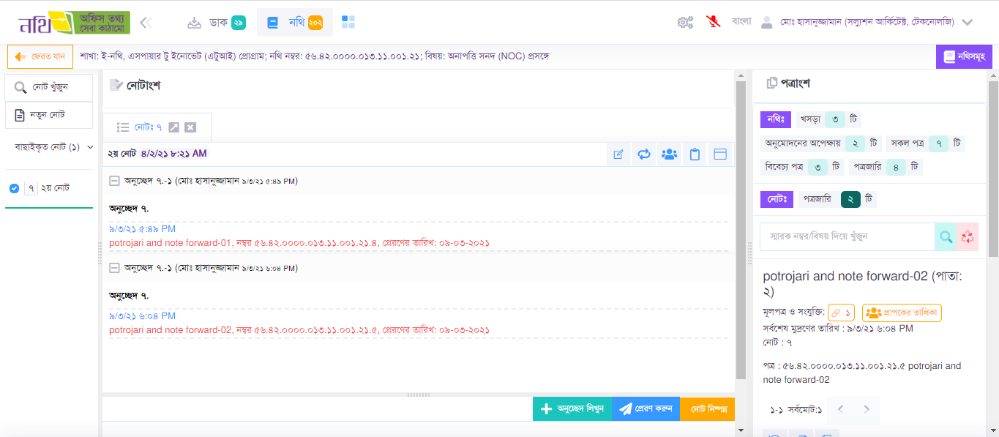 নথি অফিস তথ্য
সেবা কাঠামো
ডাক ২৯ নথি ২০২
বাংলা মোঃ হাসানুজ্জামান (সল্যুশন আর্কিটেক্ট, টেকনোলজি)
ফেরত যান শাখা: ই-নথি, এসপায়ার টু ইনোভেট (এটুআই) প্রোগ্রাম; নথি নম্বর: ৫৬.৪২.০০০০.০১৩.১১.০০১.২১; বিষয়: অনাপত্তি সনদ (NOC) প্রসঙ্গে নথিসমূহ
নোট খুঁজুন
নতুন নোট
বাছাইকৃত নোট (১)
৭ ২য় নোট
নোটাংশ
নোটঃ ৭
২য় নোট ৪/২/২১ ৮:২১ AM
অনুচ্ছেদ ৭.-১ (মোঃ হাসানুজ্জামান ৯/৩/২১ ৫:৪৯ PM)
অনুচ্ছেদ ৭.
৯/৩/২১ ৫:৪৯ PM
potrojari and note forward-01, নম্বর ৫৬.৪২.০০০০.০১৩.১১.০০১.২১.৪, প্রেরণের তারিখ: ০৯-০৩-২০২১
অনুচ্ছেদ ৭.-১ (মোঃ হাসানুজ্জামান ৯/৩/২১ ৬:০৪ PM)
অনুচ্ছেদ ৭.
৯/৩/২১ ৬:০৪ PM
potrojari and note forward-02, নম্বর ৫৬.৪২.০০০০.০১৩.১১.০০১.২১.৫, প্রেরণের তারিখ: ০৯-০৩-২০২১
অনুচ্ছেদ লিখুন প্রেরণ করুন নোট নিষ্পন্ন
পত্রাংশ
নথিঃ খসড়া ৩ টি
অনুমোদনের অপেক্ষায় ২ টি সকল পত্র ৭ টি
বিবেচ্য পত্র ৩ টি পত্রজারি ৪ টি
নোটঃ পত্রজারি ২ টি
স্মারক নম্বর/বিষয় দিয়ে খুঁজুন
potrojari and note forward-02 (পাতা:
২)
মূলপত্র ও সংযুক্তি: ১ প্রাপকের তালিকা
সর্বশেষ মুদ্রণের তারিখ : ৯/৩/২১ ৬:০৪ PM
নোট : ৭
পত্র : ৫৬.৪২.০০০০.০১৩.১১.০০১.২১.৫ potrojari and
note forward-02
১-১ সর্বমোট:১